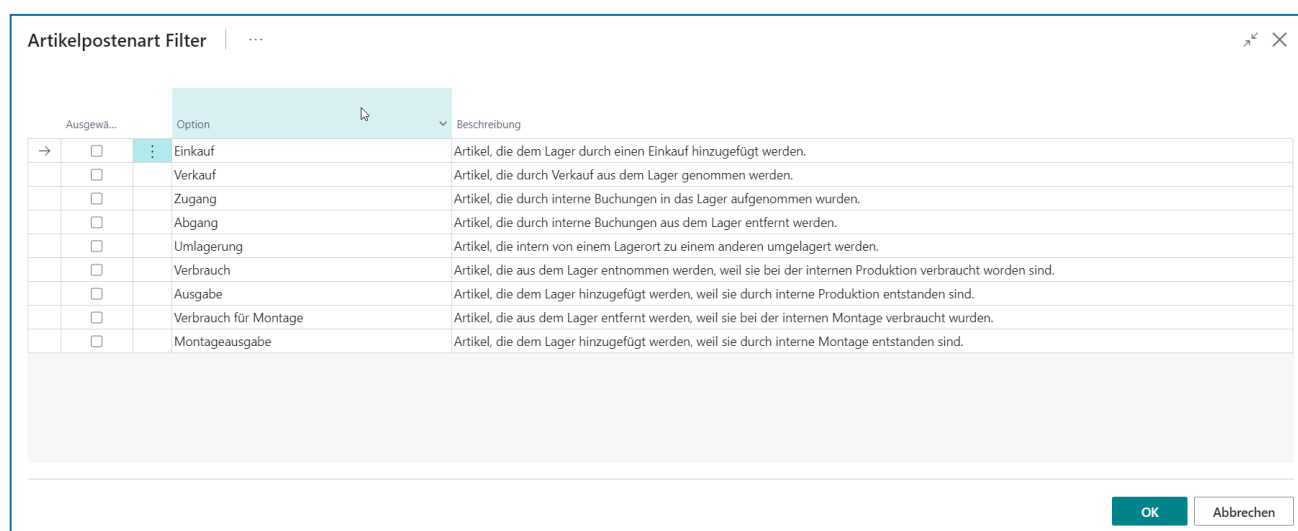 Artikelpostenart Filter
Ausgewä... Option Beschreibung
Einkauf Artikel, die dem Lager durch einen Einkauf hinzugefügt werden.
Verkauf Artikel, die durch Verkauf aus dem Lager genommen werden.
Zugang Artikel, die durch interne Buchungen in das Lager aufgenommen wurden.
Abgang Artikel, die durch interne Buchungen aus dem Lager entfernt werden.
Umlagerung Artikel, die intern von einem Lagerort zu einem anderen umgelagert werden.
Verbrauch Artikel, die aus dem Lager entnommen werden, weil sie bei der internen Produktion verbraucht worden sind.
Ausgabe Artikel, die dem Lager hinzugefügt werden, weil sie durch interne Produktion entstanden sind.
Verbrauch für Montage Artikel, die aus dem Lager entfernt werden, weil sie bei der internen Montage verbraucht wurden.
Montageausgabe Artikel, die dem Lager hinzugefügt werden, weil sie durch interne Montage entstanden sind.
OK Abbrechen